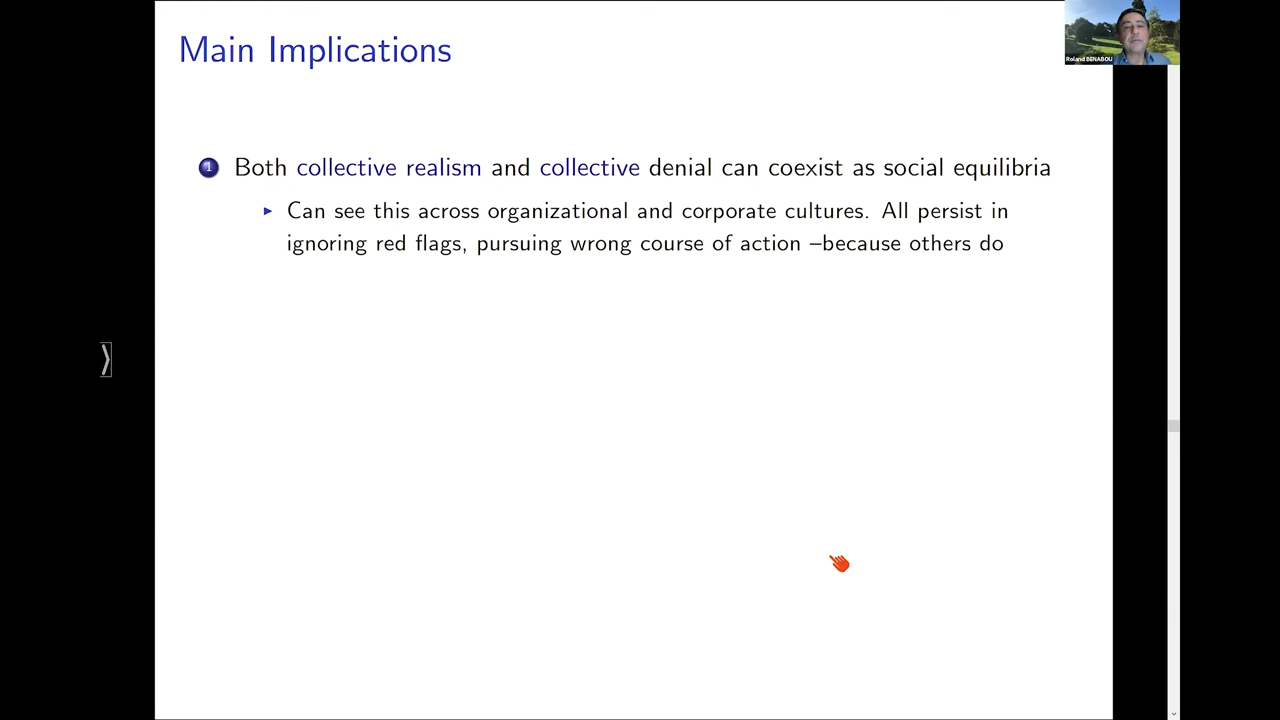 Main Implications
Roland BENABOU
1 Both collective realism and collective denial can coexist as social equilibria
▶ Can see this across organizational and corporate cultures. All persist in
ignoring red flags, pursuing wrong course of action –because others do